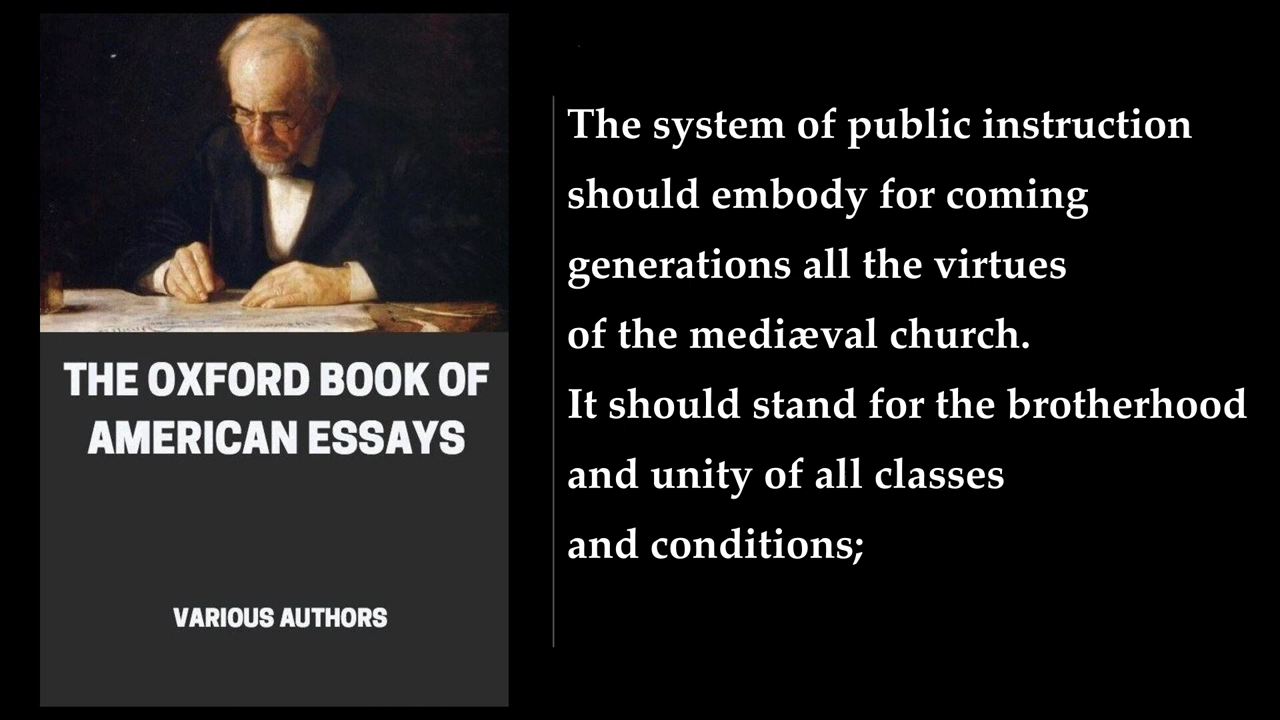 THE OXFORD BOOK OF
AMERICAN ESSAYS
VARIOUS AUTHORS
The system of public instruction
should embody for coming
generations all the virtues
of the mediæval church.
It should stand for the brotherhood
and unity of all classes
and conditions;